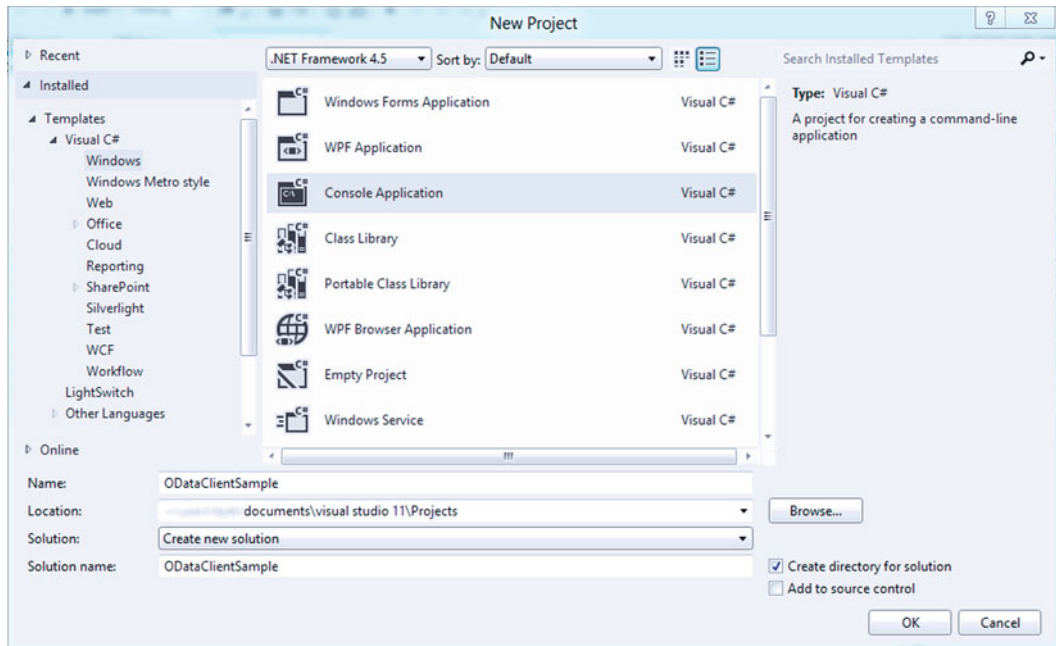 New Project
Recent
.NET Framework 4.5
Sort by: Default
Search Installed Templates
Installed
Templates
Visual C#
Windows
Windows Metro style
Web
Office
Cloud
Reporting
SharePoint
Silverlight
Test
WCF
Workflow
LightSwitch
Other Languages
Online
Windows Forms Application Visual C#
WPF Application Visual C#
Console Application Visual C#
Class Library Visual C#
Portable Class Library Visual C#
WPF Browser Application Visual C#
Empty Project Visual C#
Windows Service Visual C#
Type: Visual C#
A project for creating a command-line
application
Name: ODataClientSample
Location: documents\visual studio 11\Projects
Browse...
Solution: Create new solution
Solution name: ODataClientSample
Create directory for solution
Add to source control
OK
Cancel